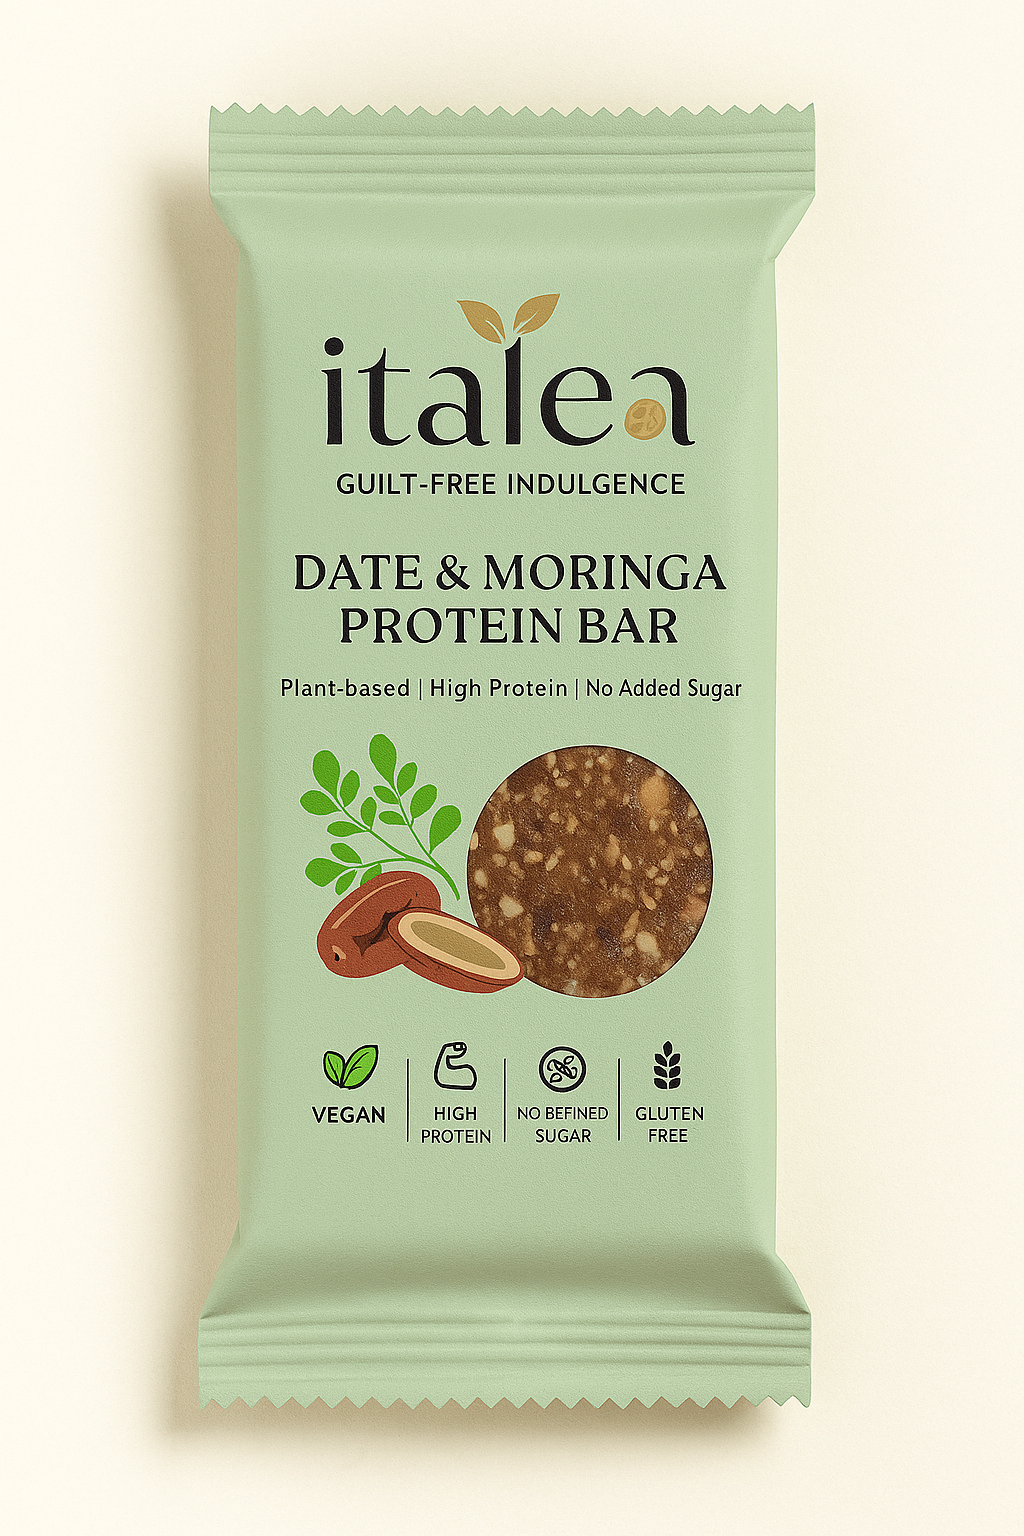 italea
GUILT-FREE INDULGENCE
DATE & MORINGA
PROTEIN BAR
Plant-based | High Protein | No Added Sugar
VEGAN
HIGH
PROTEIN
NO BEFINED
SUGAR
GLUTEN
FREE